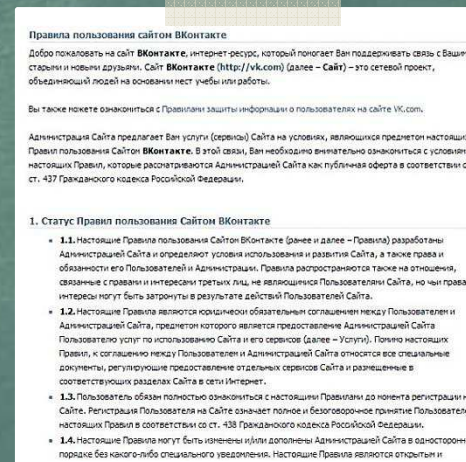 Правила пользования сайтом ВКонтакте
Добро пожаловать на сайт ВКонтакте, интернет-ресурс, который помогает Вам поддерживать связь с Вашим
старыми и новыми друзьями. Сайт ВКонтакте (http://vk.com) (далее – Сайт) – это сетевой проект,
объединяющий людей на основании мест учебы или работы.
Вы также можете ознакомиться с Правилами защиты информации о пользователях на сайте VK.com.
Администрация Сайта предлагает Вам услуги (сервисы) Сайта на условиях, являющихся предметом настоящих
Правил пользования Сайтом ВКонтакте. В этой связи, Вам необходимо внимательно ознакомиться с условиям
настоящих Правил, которые рассматриваются Администрацией Сайта как публичная оферта в соответствии с
ст. 437 Гражданского кодекса Российской Федерации.
1. Статус Правил пользования Сайтом ВКонтакте
1.1. Настоящие Правила пользования Сайтом ВКонтакте (ранее и далее – Правила) разработаны
Администрацией Сайта и определяют условия использования и развития Сайта, а также права и
обязанности его Пользователей и Администрации. Правила распространяются также на отношения,
связанные с правами и интересами третьих лиц, не являющимися Пользователями Сайта, но чьи права
интересы могут быть затронуты в результате действий Пользователей Сайта.
1.2. Настоящие Правила являются юридически обязательным соглашением между Пользователем и
Администрацией Сайта, предметом которого является предоставление Администрацией Сайта
Пользователю услуг по использованию Сайта и его сервисов (далее – Услуги). Помимо настоящих
Правил, к соглашению между Пользователем и Администрацией Сайта относятся все специальные
документы, регулирующие предоставление отдельных сервисов Сайта и размещенные в
соответствующих разделах Сайта в сети Интернет.
1.3. Пользователь обязан полностью ознакомиться с настоящими Правилами до момента регистрации н
Сайте. Регистрация Пользователя на Сайте означает полное и безоговорочное принятие Пользователе
настоящих Правил в соответствии со ст. 438 Гражданского кодекса Российской Федерации.
1.4. Настоящие Правила могут быть изменены и/или дополнены Администрацией Сайта в односторонн
порядке без какого-либо специального уведомления. Настоящие Правила являются открытым и